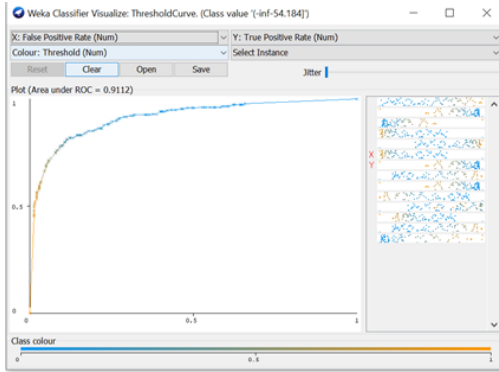 Weka Classifier Visualize: ThresholdCurve. (Class value '(-inf-54.184]')
X: False Positive Rate (Num)
Y: True Positive Rate (Num)
Colour: Threshold (Num)
Select Instance
Reset
Clear
Open
Save
Jitter
Plot (Area under ROC = 0.9112)
1
0.5
0
0
0.5
1
X
Y
Class colour
0
0.5
1